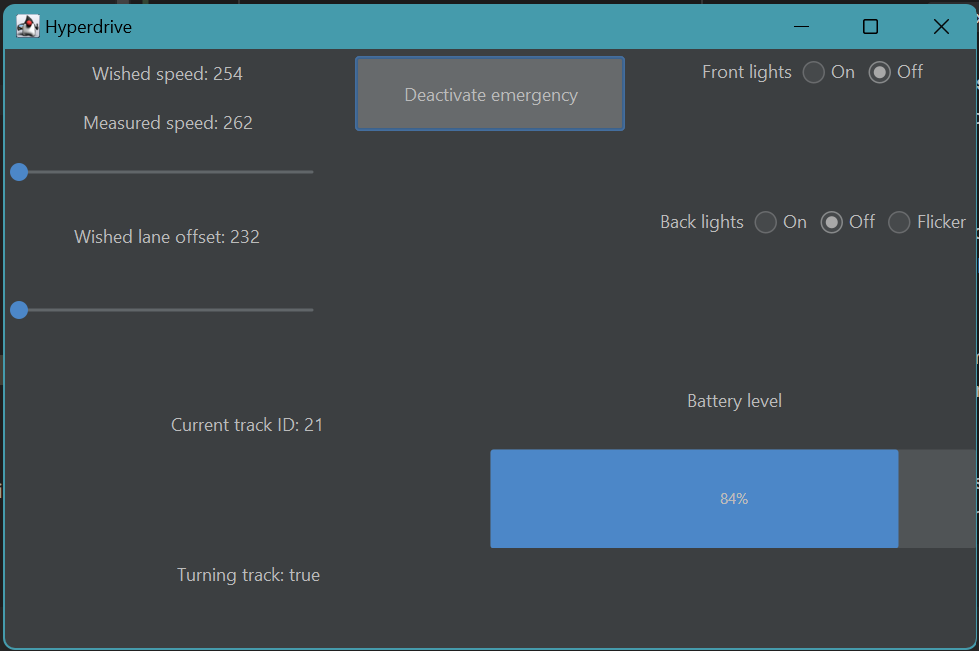 Hyperdrive
Wished speed: 254
Measured speed: 262
Deactivate emergency
Front lights On Off
Wished lane offset: 232
Back lights On Off Flicker
Current track ID: 21
Battery level
84%
Turning track: true